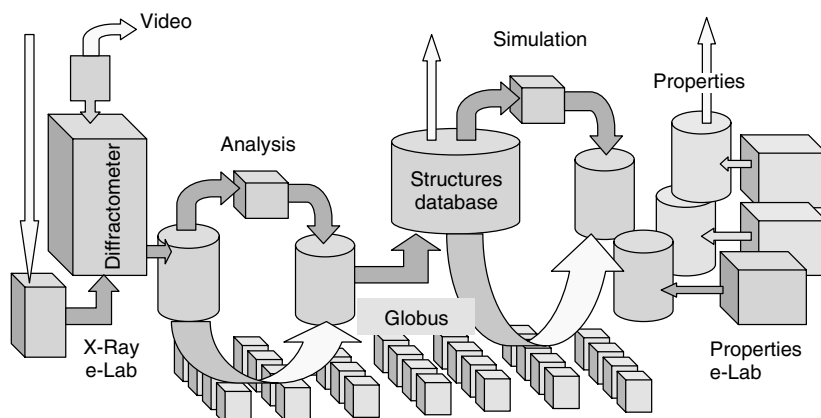 Video
Simulation
Properties
Analysis
Diffractometer
Structures
database
Globus
X-Ray
e-Lab
Properties
e-Lab